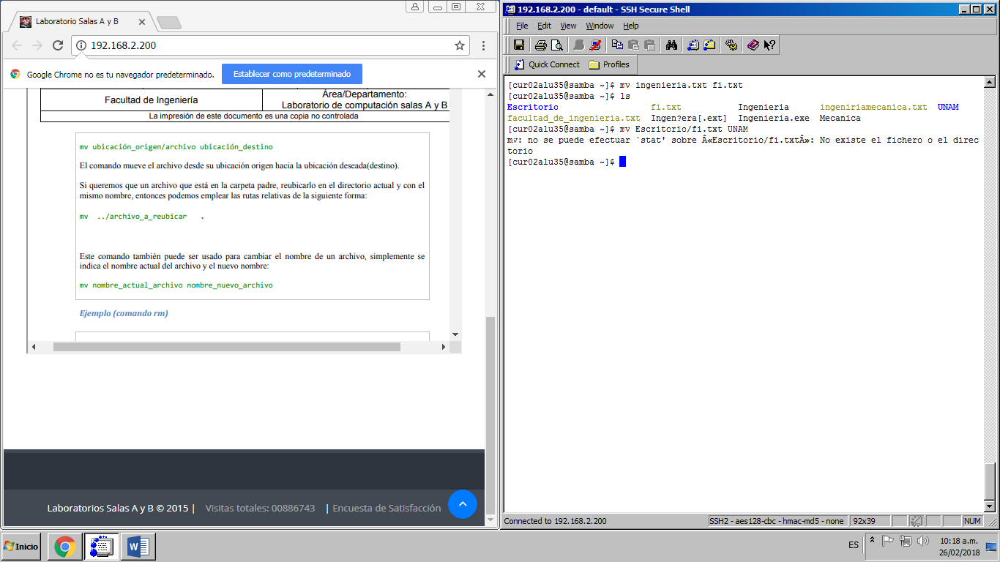 Laboratorio Salas A y B
192.168.2.200
Google Chrome no es tu navegador predeterminado.
Establecer como predeterminado
Facultad de Ingeniería
Área/Departamento:
Laboratorio de computación salas A y B
La impresión de este documento es una copia no controlada
mv ubicación_origen/archivo ubicación_destino
El comando mueve el archivo desde su ubicación origen hacia la ubicación deseada(destino).
Si queremos que un archivo que está en la carpeta padre, reubicarlo en el directorio actual y con el
mismo nombre, entonces podemos emplear las rutas relativas de la siguiente forma:
mv ../archivo_a_reubicar .
Este comando también puede ser usado para cambiar el nombre de un archivo, simplemente se
indica el nombre actual del archivo y el nuevo nombre:
mv nombre_actual_archivo nombre_nuevo_archivo
Ejemplo (comando rm)
Laboratorios Salas A y B © 2015 | Visitas totales: 00886743 | Encuesta de Satisfacción
192.168.2.200 - default - SSH Secure Shell
File Edit View Window Help
Quick Connect Profiles
[cur02alu35@samba ~]$ mv ingenieria.txt fi.txt
[cur02alu35@samba ~]$ ls
Escritorio fi.txt Ingenieria ingeniriamecanica.txt UNAM
facultad_de_ingenieria.txt Ingen?era[.ext] Ingenieria.exe Mecanica
[cur02alu35@samba ~]$ mv Escritorio/fi.txt UNAM
mv: no se puede efectuar `stat' sobre Â«Escritorio/fi.txtÂ»: No existe el fichero o el direc
torio
[cur02alu35@samba ~]$
Connected to 192.168.2.200
SSH2 - aes128-cbc - hmac-md5 - none
92x39
NUM
Inicio
ES
10:18 a.m.
26/02/2018